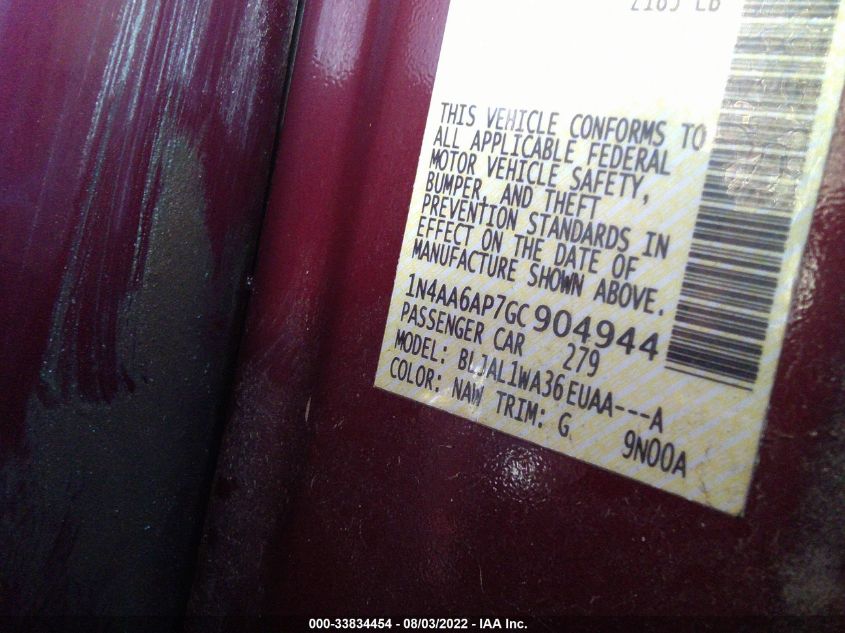 2183 LB
THIS VEHICLE CONFORMS TO
ALL APPLICABLE FEDERAL
MOTOR VEHICLE SAFETY,
BUMPER, AND THEFT
PREVENTION STANDARDS IN
EFFECT ON THE DATE OF
MANUFACTURE SHOWN ABOVE.
1N4AA6AP7GC904944
PASSENGER CAR 279
MODEL: BLJAL1WA36EUAA---A
COLOR: NAW TRIM: G
9N00A
000-33834454 - 08/03/2022 - IAA Inc.